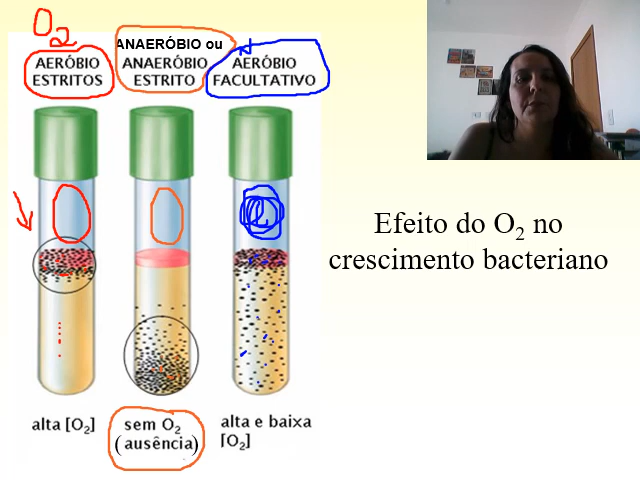 O₂
AERÓBIO
ESTRITOS
ANAERÓBIO ou
ANAERÓBIO
ESTRITO
AERÓBIO
FACULTATIVO
alta [O₂]
sem O₂
(ausência)
alta e baixa
[O₂]
Efeito do O₂ no
crescimento bacteriano